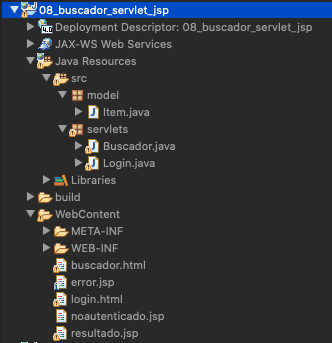 08_buscador_servlet_jsp
Deployment Descriptor: 08_buscador_servlet_jsp
JAX-WS Web Services
Java Resources
src
model
Item.java
servlets
Buscador.java
Login.java
Libraries
build
WebContent
META-INF
WEB-INF
buscador.html
error.jsp
login.html
noautenticado.jsp
resultado.jsp